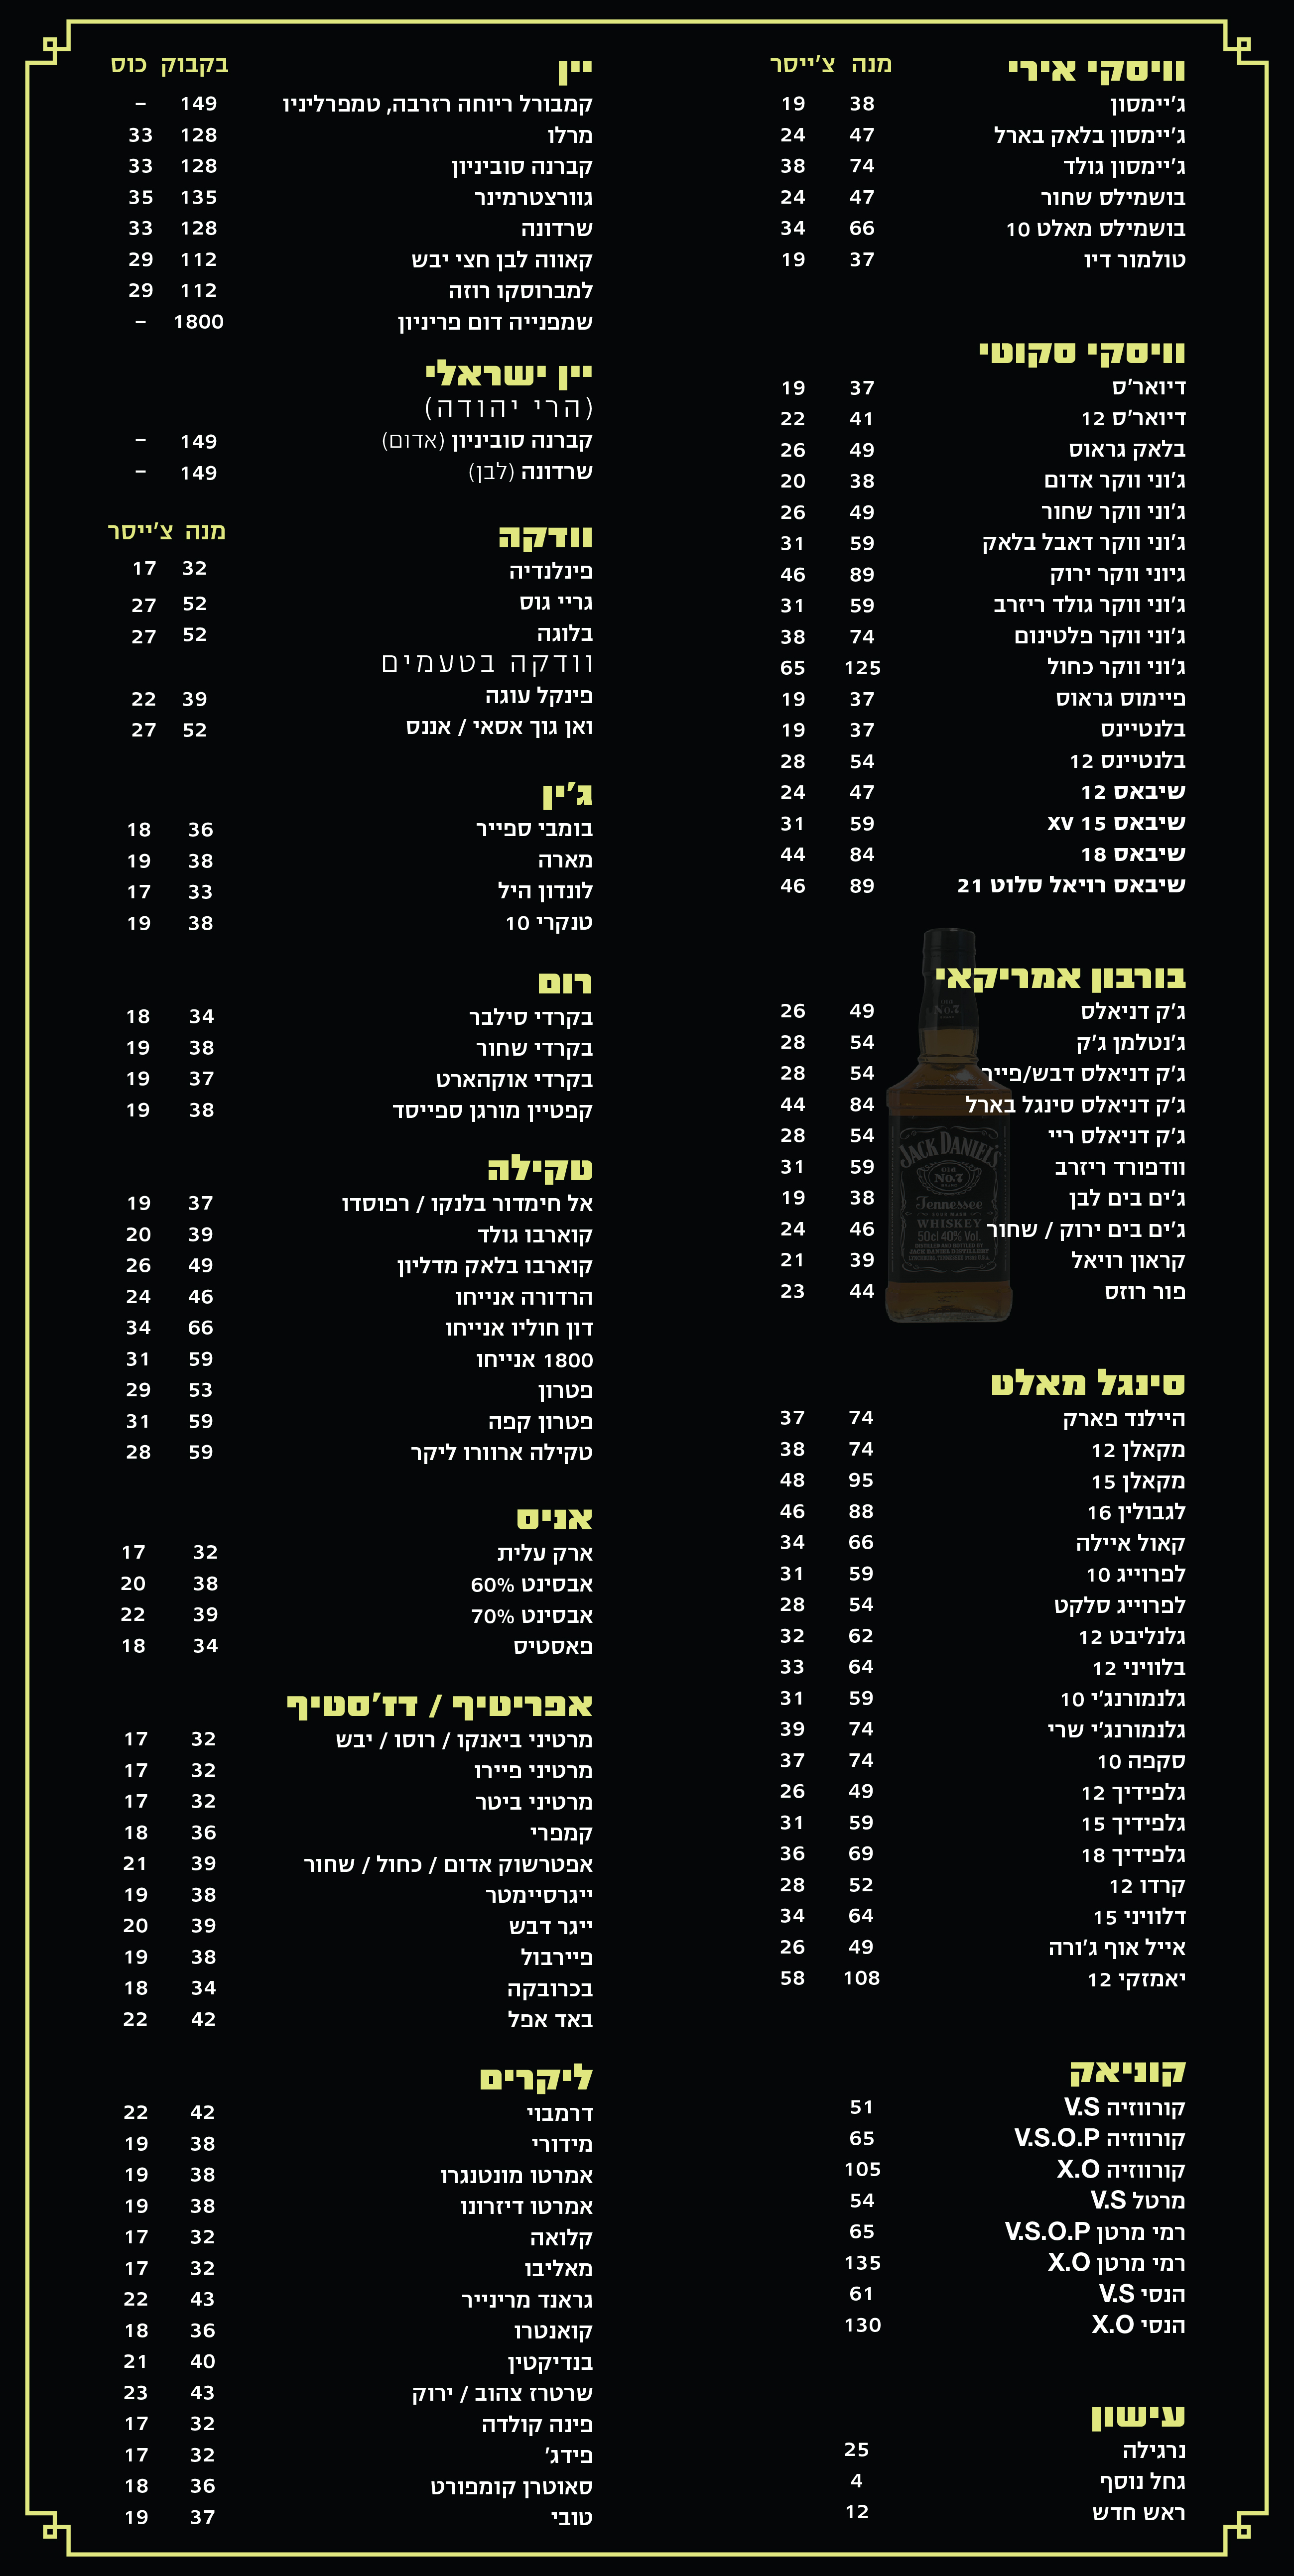 וויסקי אירי מנה צ'ייסר
ג'יימסון 38 19
ג'יימסון בלאק בארל 47 24
ג'יימסון גולד 74 38
בושמילס שחור 47 24
בושמילס מאלט 10 66 34
טולמור דיו 37 19
וויסקי סקוטי
דיואר'ס 37 19
דיואר'ס 12 41 22
בלאק גראוס 49 26
ג'וני ווקר אדום 38 20
ג'וני ווקר שחור 49 26
ג'וני ווקר דאבל בלאק 59 31
גיוני ווקר ירוק 89 46
ג'וני ווקר גולד ריזרב 59 31
ג'וני ווקר פלטינום 74 38
ג'וני ווקר כחול 125 65
פיימוס גראוס 37 19
בלנטיינס 37 19
בלנטיינס 12 54 28
שיבאס 12 47 24
שיבאס 15 XV 59 31
שיבאס 18 84 44
שיבאס רויאל סלוט 21 89 46
בורבון אמריקאי
ג'ק דניאלס 49 26
ג'נטלמן ג'ק 54 28
ג'ק דניאלס דבש/פייר 54 28
ג'ק דניאלס סינגל בארל 84 44
ג'ק דניאלס ריי 54 28
וודפורד ריזרב 59 31
ג'ים בים לבן 38 19
ג'ים בים ירוק / שחור 46 24
קראון רויאל 39 21
פור רוזס 44 23
No.7
JACK DANIEL'S
OLD
No.7
BRAND
Tennessee
SOUR MASH
WHISKEY
50cl 40% Vol.
סינגל מאלט
היילנד פארק 74 37
מקאלן 12 74 38
מקאלן 15 95 48
לגבולין 16 88 46
קאול איילה 66 34
לפרוייג 10 59 31
לפרוייג סלקט 54 28
גלנליבט 12 62 32
בלוויני 12 64 33
גלנמורנג'י 10 59 31
גלנמורנג'י שרי 74 39
סקפה 10 74 37
גלפידיך 12 49 26
גלפידיך 15 59 31
גלפידיך 18 69 36
קרדו 12 52 28
דלוויני 15 64 34
אייל אוף ג'ורה 49 26
יאמזקי 12 108 58
קוניאק
קורווזיה V.S 51
קורווזיה V.S.O.P 65
קורווזיה X.O 105
מרטל V.S 54
רמי מרטן V.S.O.P 65
רמי מרטן X.O 135
הנסי V.S 61
הנסי X.O 130
עישון
נרגילה 25
גחל נוסף 4
ראש חדש 12
יין בקבוק כוס
קמבורל ריוחה רזרבה, טמפרליניו 149 –
מרלו 128 33
קברנה סוביניון 128 33
גוורצטרמינר 135 35
שרדונה 128 33
קאווה לבן חצי יבש 112 29
למברוסקו רוזה 112 29
שמפנייה דום פריניון 1800 –
יין ישראלי
(הרי יהודה)
קברנה סוביניון (אדום) 149 –
שרדונה (לבן) 149 –
וודקה מנה צ'ייסר
פינלנדיה 32 17
גריי גוס 52 27
בלוגה 52 27
וודקה בטעמים
פינקל עוגה 39 22
ואן גוך אסאי / אננס 52 27
ג'ין
בומבי ספייר 36 18
מארה 38 19
לונדון היל 33 17
טנקרי 10 38 19
רום
בקרדי סילבר 34 18
בקרדי שחור 38 19
בקרדי אוקהארט 37 19
קפטיין מורגן ספייסד 38 19
טקילה
אל חימדור בלנקו / רפוסדו 37 19
קוארבו גולד 39 20
קוארבו בלאק מדליון 49 26
הרדורה אנייחו 46 24
דון חוליו אנייחו 66 34
1800 אנייחו 59 31
פטרון 53 29
פטרון קפה 59 31
טקילה ארוורו ליקר 59 28
אניס
ארק עלית 32 17
אבסינט 60% 38 20
אבסינט 70% 39 22
פאסטיס 34 18
אפריטיף / דז'סטיף
מרטיני ביאנקו / רוסו / יבש 32 17
מרטיני פיירו 32 17
מרטיני ביטר 32 17
קמפרי 36 18
אפטרשוק אדום / כחול / שחור 39 21
ייגרסיימטר 38 19
ייגר דבש 39 20
פיירבול 38 19
בכרובקה 34 18
באד אפל 42 22
ליקרים
דרמבוי 42 22
מידורי 38 19
אמרטו מונטנגרו 38 19
אמרטו דיזרונו 38 19
קלואה 32 17
מאליבו 32 17
גראנד מרינייר 43 22
קואנטרו 36 18
בנדיקטין 40 21
שרטרז צהוב / ירוק 43 23
פינה קולדה 32 17
פידג' 32 17
סאוטרן קומפורט 36 18
טובי 37 19